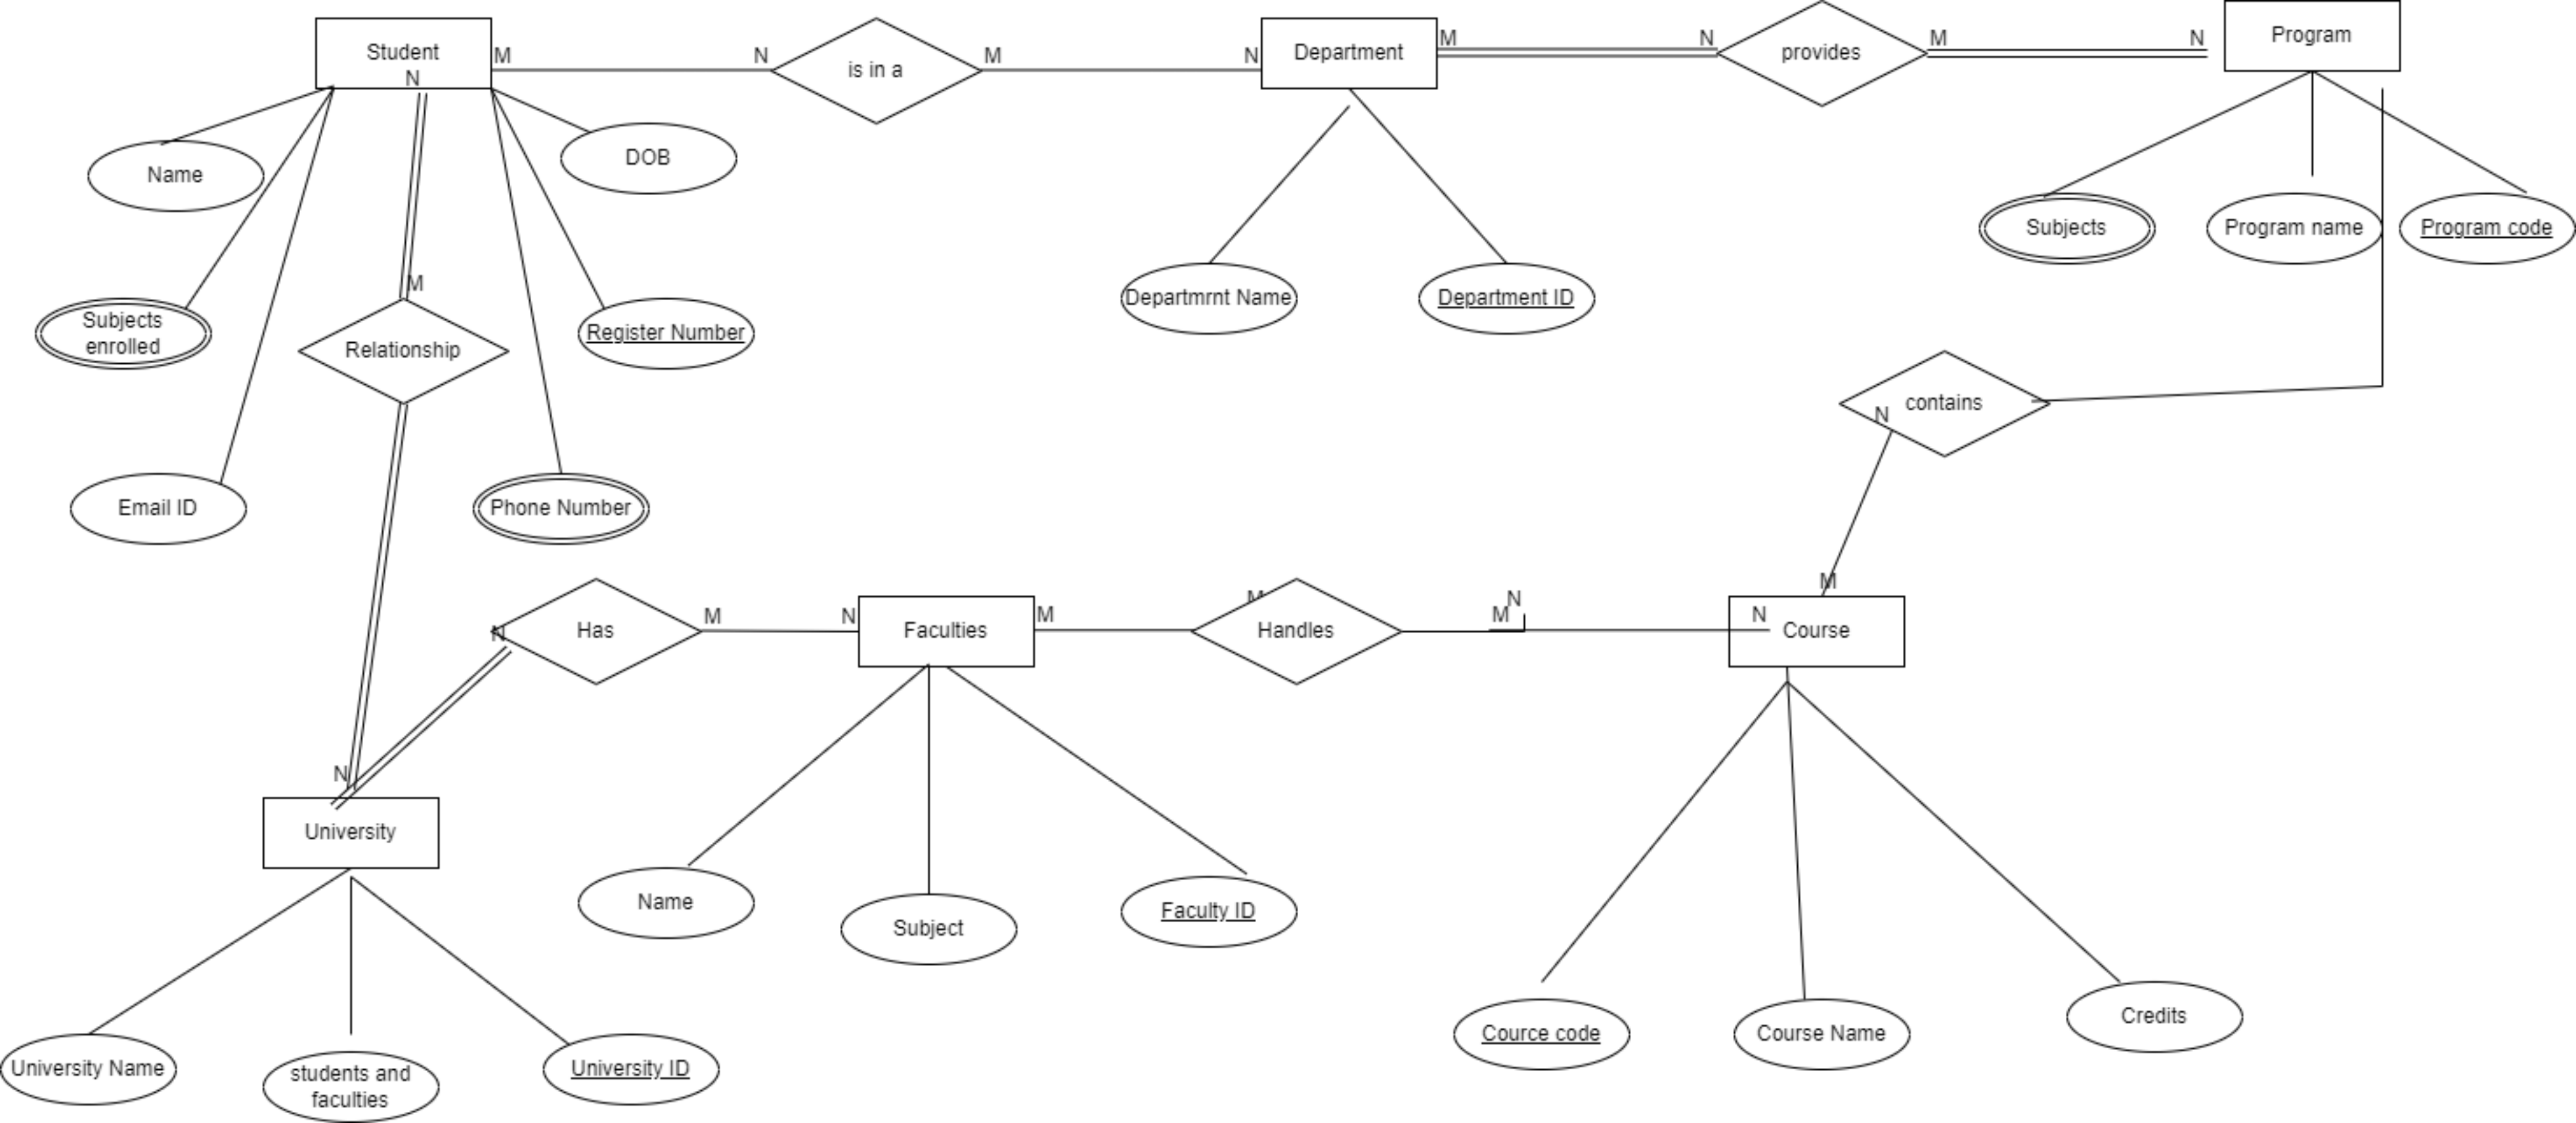 Student
M
N
is in a
M
N
Department
M
N
provides
M
N
Program
N
Name
DOB
Subjects
Program name
Program code
M
Subjects
enrolled
Relationship
Register Number
Departmrnt Name
Department ID
contains
N
Email ID
Phone Number
M
N
Has
M
N
Faculties
M
M
Handles
M
N
N
Course
N
University
Name
Subject
Faculty ID
University Name
students and
faculties
University ID
Cource code
Course Name
Credits